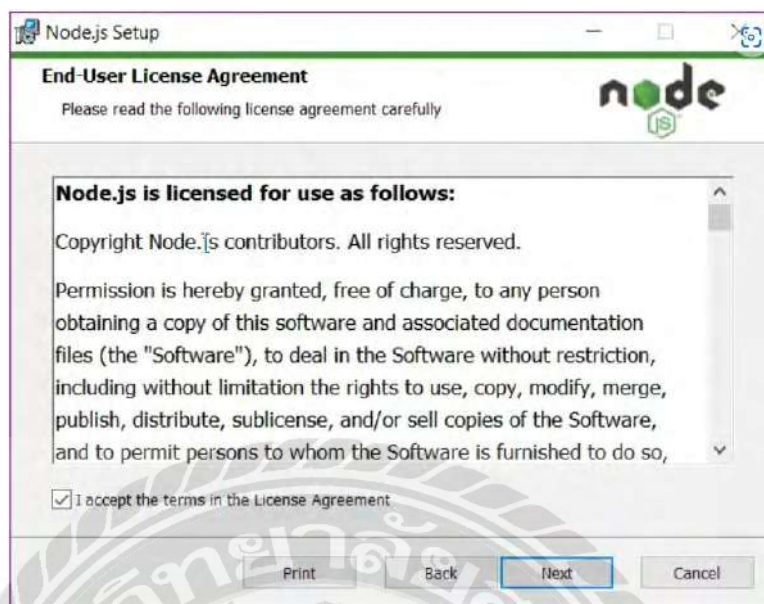 Node.js Setup
End-User License Agreement
Please read the following license agreement carefully
node
JS
Node.js is licensed for use as follows:
Copyright Node.js contributors. All rights reserved.
Permission is hereby granted, free of charge, to any person
obtaining a copy of this software and associated documentation
files (the "Software"), to deal in the Software without restriction,
including without limitation the rights to use, copy, modify, merge,
publish, distribute, sublicense, and/or sell copies of the Software,
and to permit persons to whom the Software is furnished to do so,
I accept the terms in the License Agreement
Print Back Next Cancel